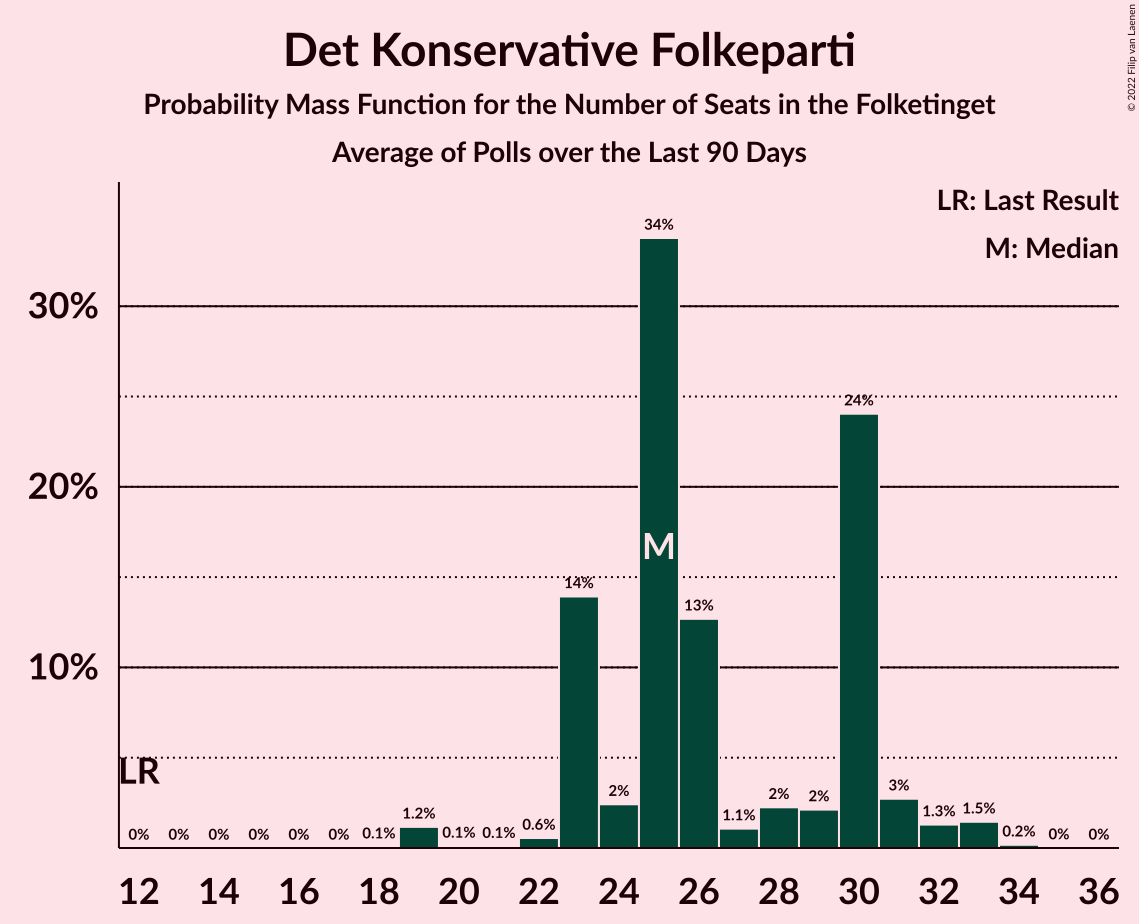 Det Konservative Folkeparti
Probability Mass Function for the Number of Seats in the Folketinget
Average of Polls over the Last 90 Days
© 2022 Filip van Laenen
LR: Last Result
M: Median
34%
30%
24%
20%
M
14%
13%
10%
LR
0% 0% 0% 0% 0% 0% 0.1% 1.2% 0.1% 0.1% 0.6% 2% 1.1% 2% 2% 3% 1.3% 1.5% 0.2% 0% 0%
12 14 16 18 20 22 24 26 28 30 32 34 36